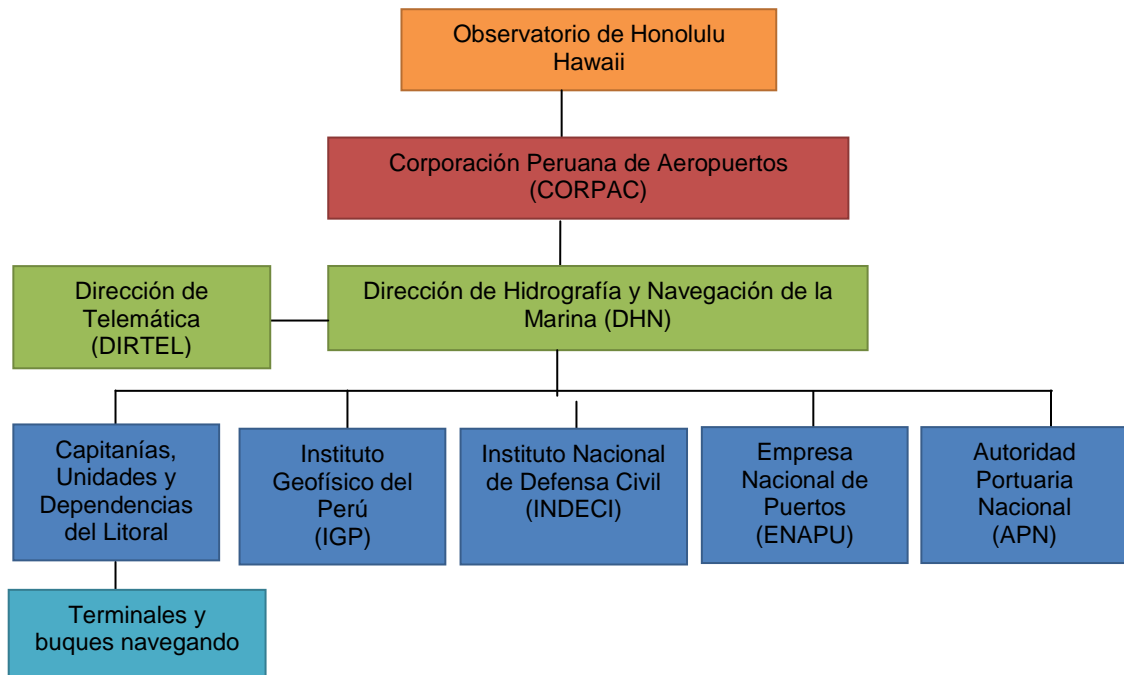 Observatorio de Honolulu
Hawaii
Corporación Peruana de Aeropuertos
(CORPAC)
Dirección de
Telemática
(DIRTEL)
Dirección de Hidrografía y Navegación de la
Marina (DHN)
Capitanías,
Unidades y
Dependencias
del Litoral
Instituto
Geofísico del
Perú
(IGP)
Instituto Nacional
de Defensa Civil
(INDECI)
Empresa
Nacional de
Puertos
(ENAPU)
Autoridad
Portuaria
Nacional
(APN)
Terminales y
buques navegando